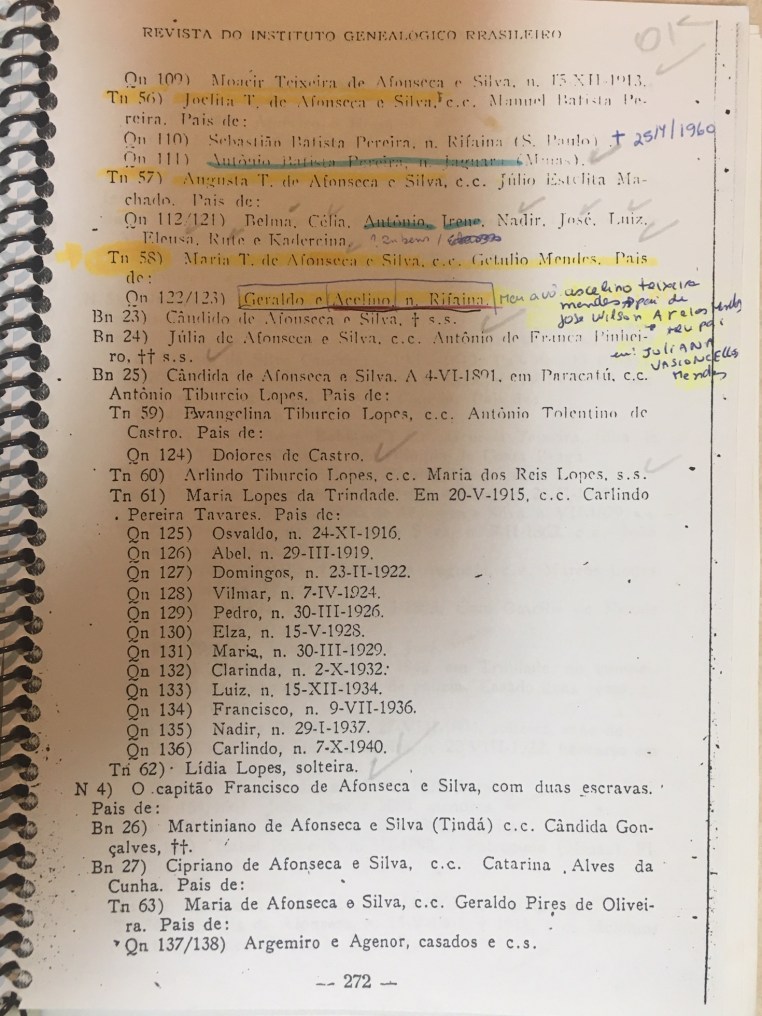 REVISTA DO INSTITUTO GENEALÓGICO BRASILEIRO
OK
Qn 109) Moacir Teixeira de Afonseca e Silva, n. 15-XII-1913.
Tn 56) Joelita T. de Afonseca e Silva, c.c. Manuel Batista Pe-
reira. Pais de:
Qn 110) Sebastião Batista Pereira, n. Rifaina (S. Paulo) † 25/4/1960
Qn 111) Antônio Batista Pereira, n. Jaguara (Minas).
Tn 57) Augusta T. de Afonseca e Silva, c.c. Júlio Estelita Ma-
chado. Pais de:
Qn 112/121) Belma, Célia, Antônio, Irene, Nadir, José, Luiz,
Eleusa, Rute e Kadercina.
Tn 58) Maria T. de Afonseca e Silva, c.c. Getulio Mendes. Pais
de:
Qn 122/123) Geraldo e Acelino, n. Rifaina. Meu avô ascelino teixeira
mendes pai de
José Wilson
meu pai
JULIANA
VASCONCELLOS
Mendes
Bn 23) Cândido de Afonseca e Silva, † s.s.
Bn 24) Júlia de Afonseca e Silva, c.c. Antônio de França Pinhei-
ro, †† s.s.
Bn 25) Cândida de Afonseca e Silva. A 4-VI-1891, em Paracatú, c.c.
Antônio Tiburcio Lopes. Pais de:
Tn 59) Evangelina Tiburcio Lopes, c.c. Antônio Tolentino de
Castro. Pais de:
Qn 124) Dolores de Castro.
Tn 60) Arlindo Tiburcio Lopes, c.c. Maria dos Reis Lopes, s.s.
Tn 61) Maria Lopes da Trindade. Em 20-V-1915, c.c. Carlindo
Pereira Tavares. Pais de:
Qn 125) Osvaldo, n. 24-XI-1916.
Qn 126) Abel, n. 29-III-1919.
Qn 127) Domingos, n. 23-II-1922.
Qn 128) Vilmar, n. 7-IV-1924.
Qn 129) Pedro, n. 30-III-1926.
Qn 130) Elza, n. 15-V-1928.
Qn 131) Maria, n. 30-III-1929.
Qn 132) Clarinda, n. 2-X-1932.
Qn 133) Luiz, n. 15-XII-1934.
Qn 134) Francisco, n. 9-VII-1936.
Qn 135) Nadir, n. 29-I-1937.
Qn 136) Carlindo, n. 7-X-1940.
Tn 62) Lídia Lopes, solteira.
N 4) O capitão Francisco de Afonseca e Silva, com duas escravas.
Pais de:
Bn 26) Martiniano de Afonseca e Silva (Tindá) c.c. Cândida Gon-
çalves, ††.
Bn 27) Cipriano de Afonseca e Silva, c.c. Catarina Alves da
Cunha. Pais de:
Tn 63) Maria de Afonseca e Silva, c.c. Geraldo Pires de Olivei-
ra. Pais de:
Qn 137/138) Argemiro e Agenor, casados e c.s.
— 272 —